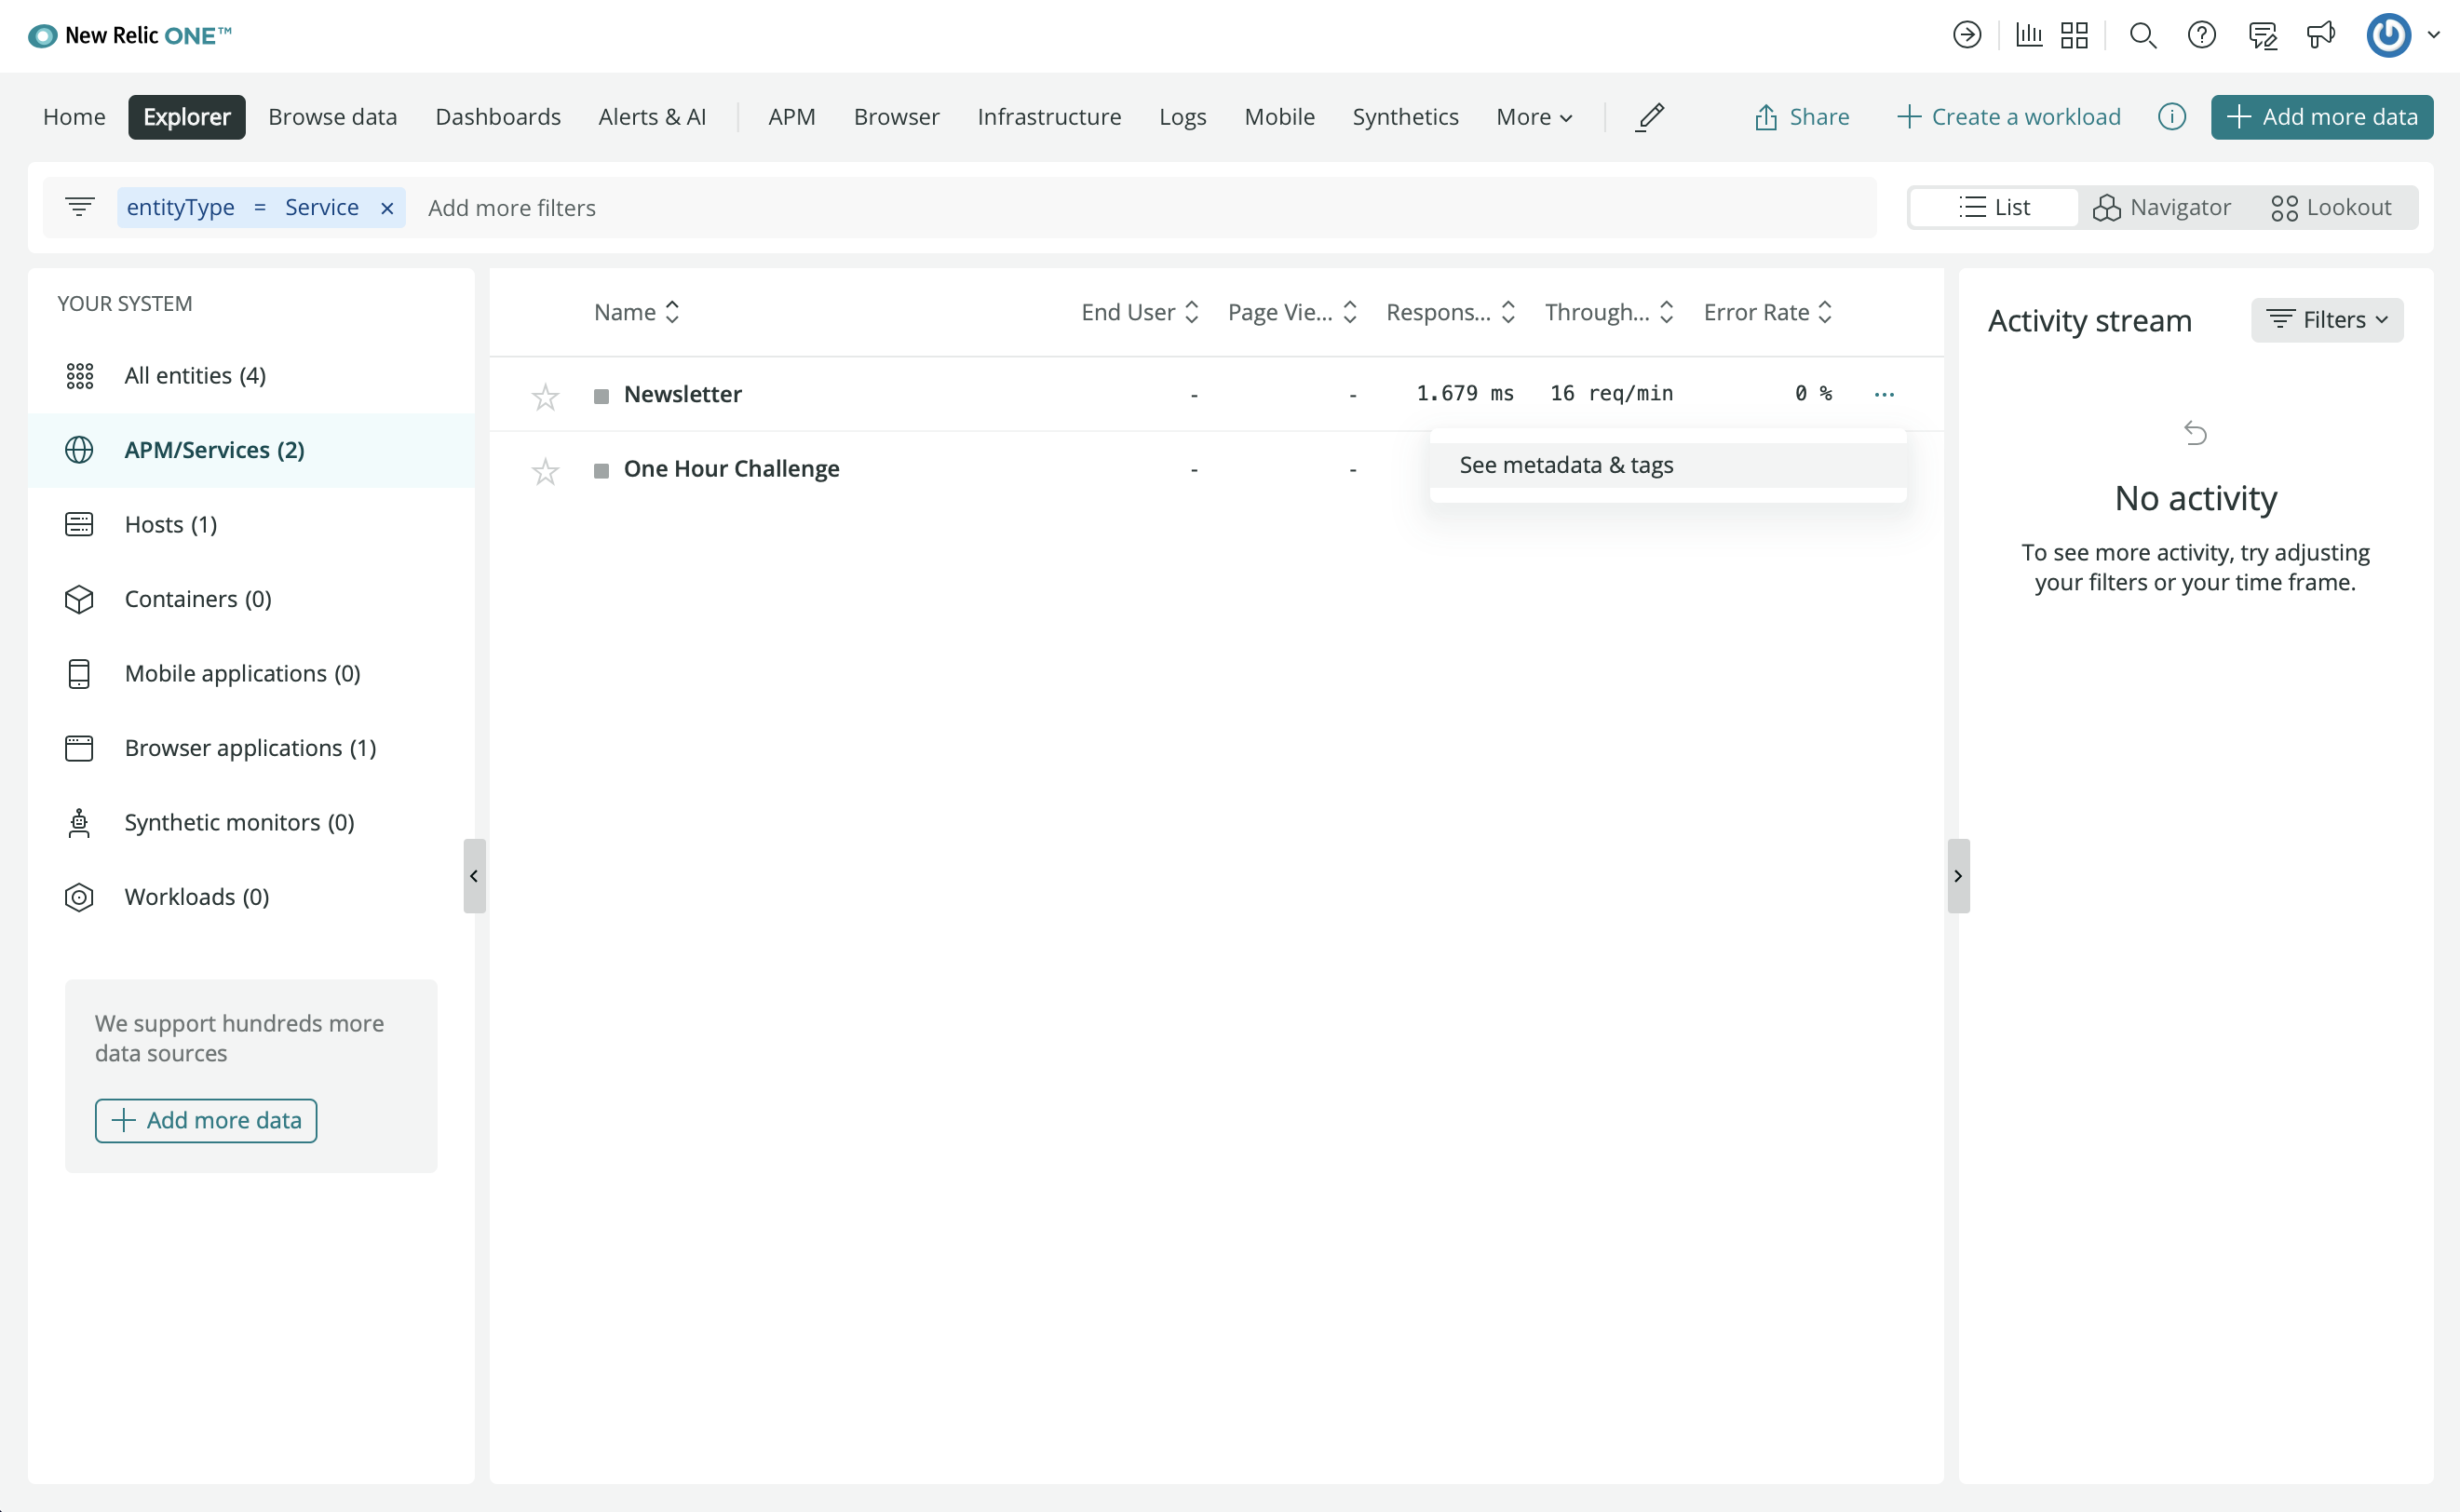 New Relic ONE™
Home Explorer Browse data Dashboards Alerts & AI APM Browser Infrastructure Logs Mobile Synthetics More Share Create a workload Add more data
entityType = Service × Add more filters List Navigator Lookout
YOUR SYSTEM
All entities (4)
APM/Services (2)
Hosts (1)
Containers (0)
Mobile applications (0)
Browser applications (1)
Synthetic monitors (0)
Workloads (0)
We support hundreds more
data sources
Add more data
Name End User Page Vie... Respons... Through... Error Rate
Newsletter - - 1.679 ms 16 req/min 0 % ...
One Hour Challenge - -
See metadata & tags
Activity stream Filters
No activity
To see more activity, try adjusting
your filters or your time frame.